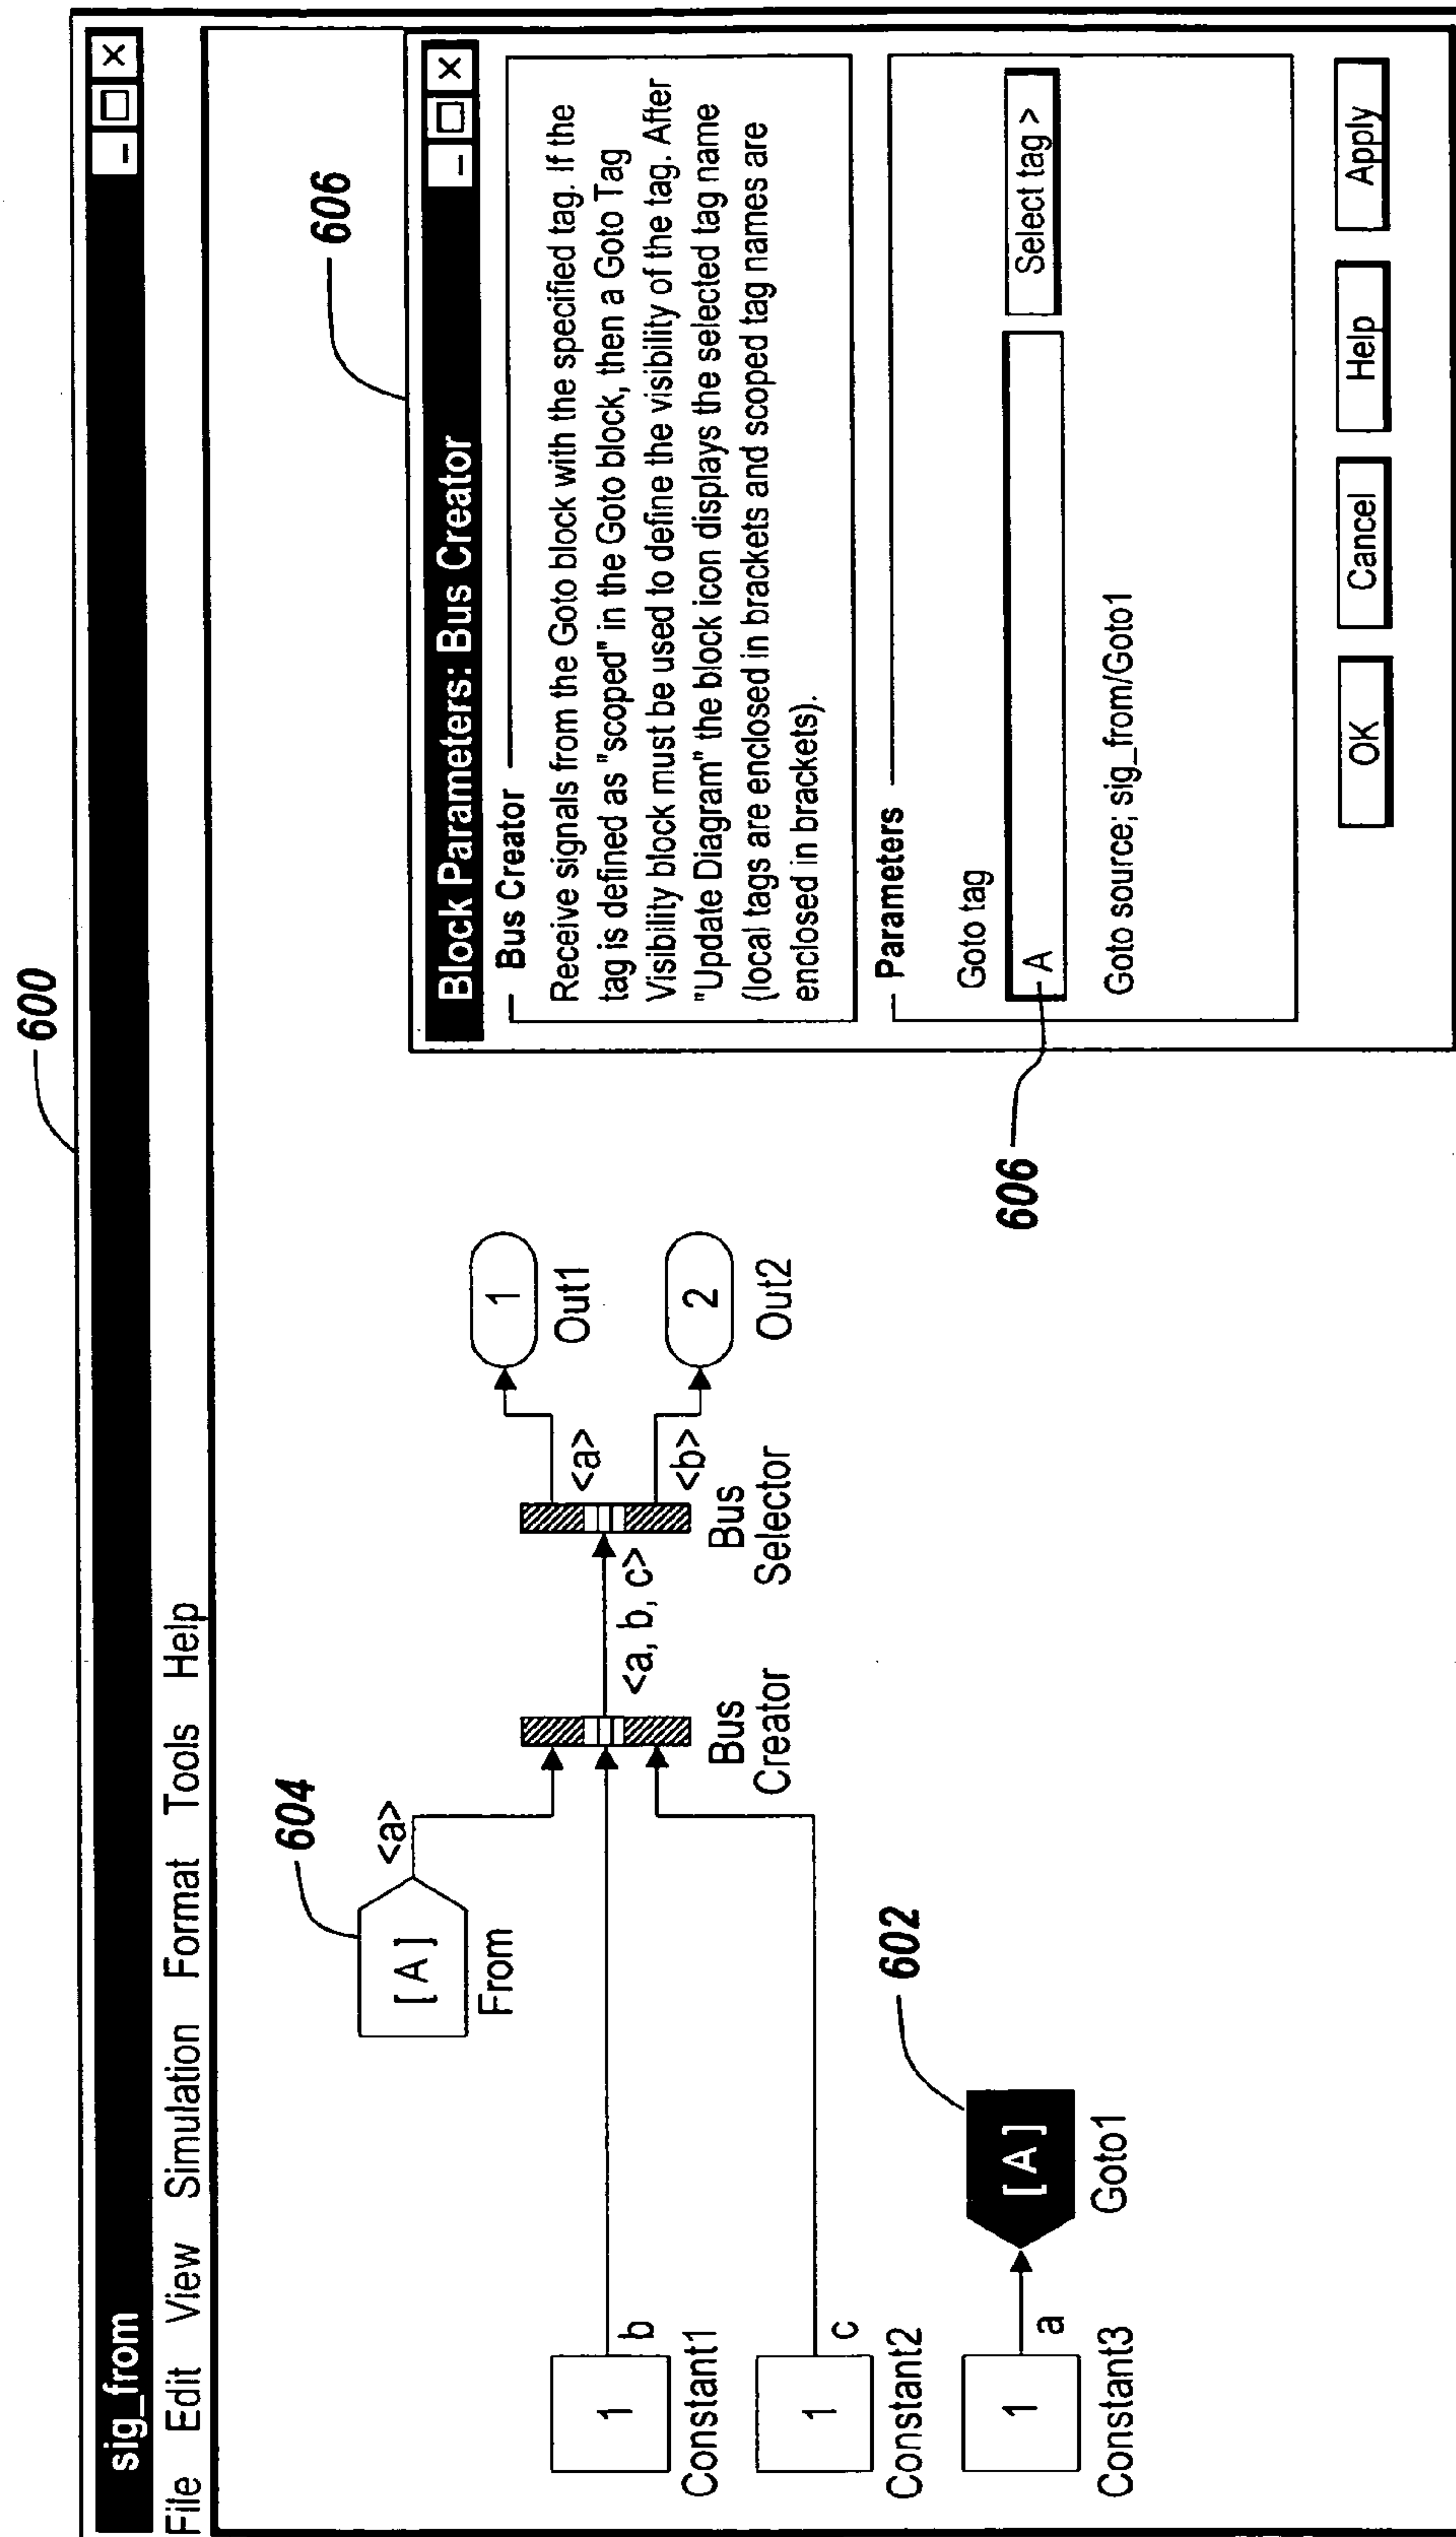 600
sig_from
File Edit View Simulation Format Tools Help
604
[A]
<a>
From
1
b
Constant1
1
c
Constant2
1
a
Constant3
602
[A]
Goto1
Bus
Creator
<a, b, c>
Bus
Selector
<a>
<b>
1
Out1
2
Out2
606
Block Parameters: Bus Creator
Bus Creator
Receive signals from the Goto block with the specified tag. If the
tag is defined as "scoped" in the Goto block, then a Goto Tag
Visibility block must be used to define the visibility of the tag. After
"Update Diagram" the block icon displays the selected tag name
(local tags are enclosed in brackets and scoped tag names are
enclosed in brackets).
Parameters
Goto tag
A
Select tag >
606
Goto source; sig_from/Goto1
OK
Cancel
Help
Apply